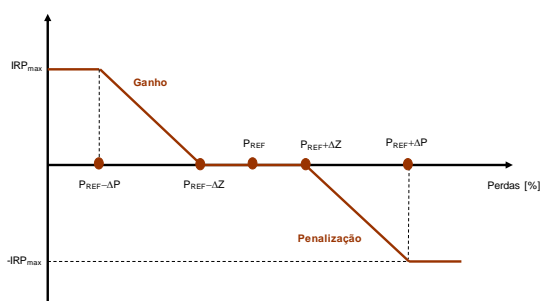 IRPmax
Ganho
PREF
PREF+ΔZ
PREF+ΔP
PREF−ΔP
PREF−ΔZ
Perdas [%]
Penalização
-IRPmax